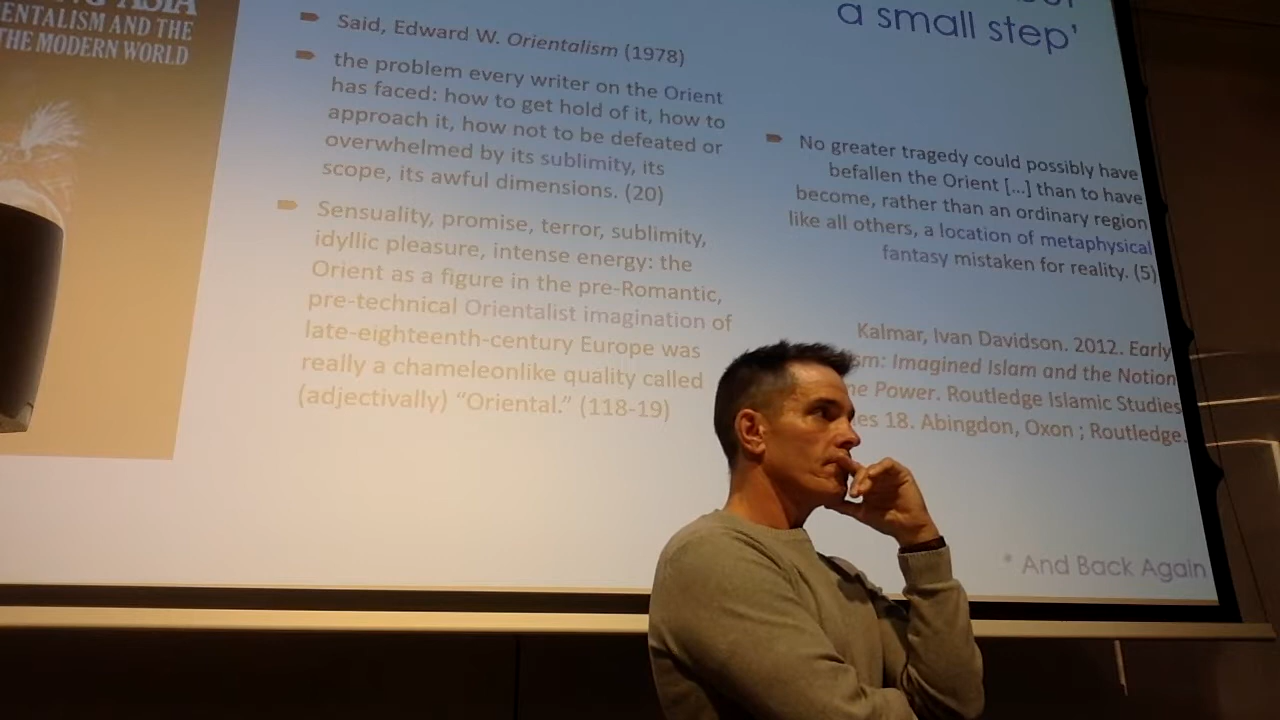 ENTALISM AND THE
THE MODERN WORLD
Said, Edward W. Orientalism (1978)
the problem every writer on the Orient
has faced: how to get hold of it, how to
approach it, how not to be defeated or
overwhelmed by its sublimity, its
scope, its awful dimensions. (20)
Sensuality, promise, terror, sublimity,
idyllic pleasure, intense energy: the
Orient as a figure in the pre-Romantic,
pre-technical Orientalist imagination of
late-eighteenth-century Europe was
really a chameleonlike quality called
(adjectivally) “Oriental.” (118-19)
a small step'
No greater tragedy could possibly have
befallen the Orient [...] than to have
become, rather than an ordinary region
like all others, a location of metaphysical
fantasy mistaken for reality. (5)
Kalmar, Ivan Davidson. 2012. Early
sm: Imagined Islam and the Notion
e Power. Routledge Islamic Studies
es 18. Abingdon, Oxon ; Routledge.
* And Back Again